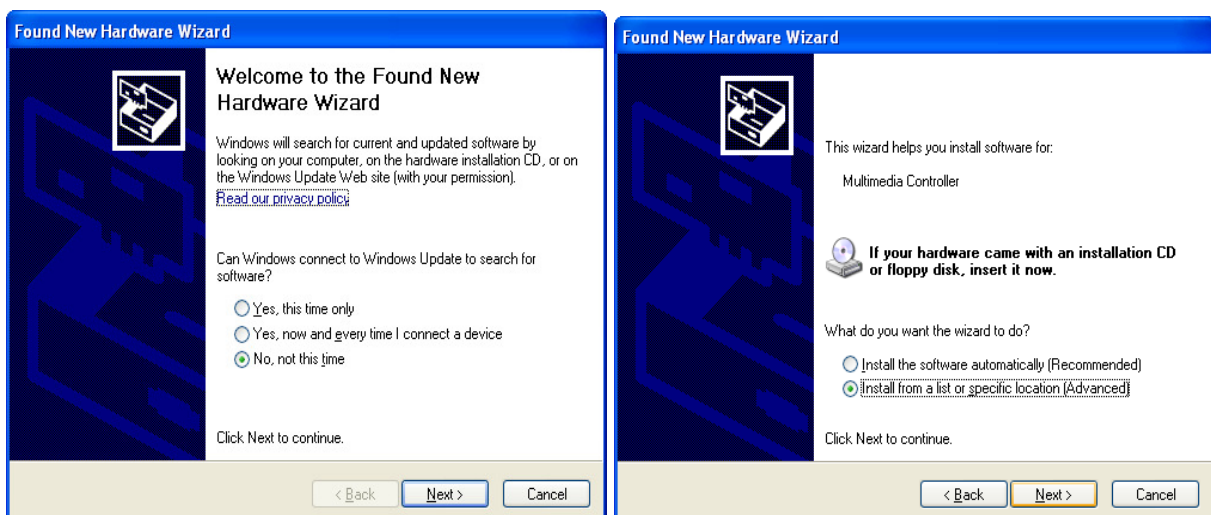 Found New Hardware Wizard
Welcome to the Found New
Hardware Wizard
Windows will search for current and updated software by
looking on your computer, on the hardware installation CD, or on
the Windows Update Web site (with your permission).
Read our privacy policy
Can Windows connect to Windows Update to search for
software?
Yes, this time only
Yes, now and every time I connect a device
No, not this time
Click Next to continue.
< Back
Next >
Cancel
Found New Hardware Wizard
This wizard helps you install software for:
Multimedia Controller
If your hardware came with an installation CD
or floppy disk, insert it now.
What do you want the wizard to do?
Install the software automatically (Recommended)
Install from a list or specific location (Advanced)
Click Next to continue.
< Back
Next >
Cancel